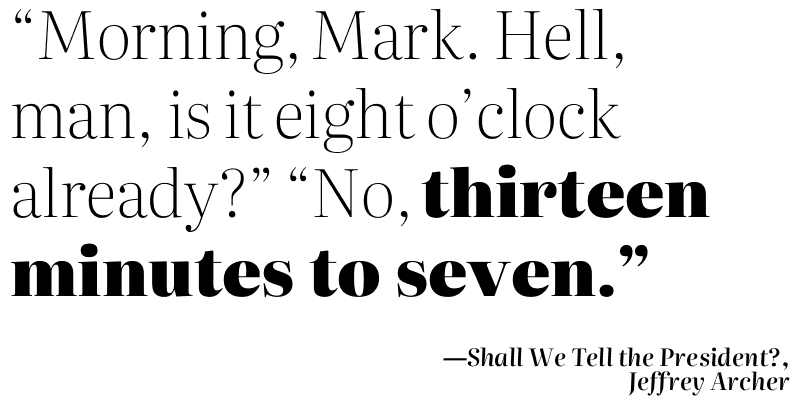 “Morning, Mark. Hell,
man, is it eight o’clock
already?” “No, thirteen
minutes to seven.”
—Shall We Tell the President?,
Jeffrey Archer